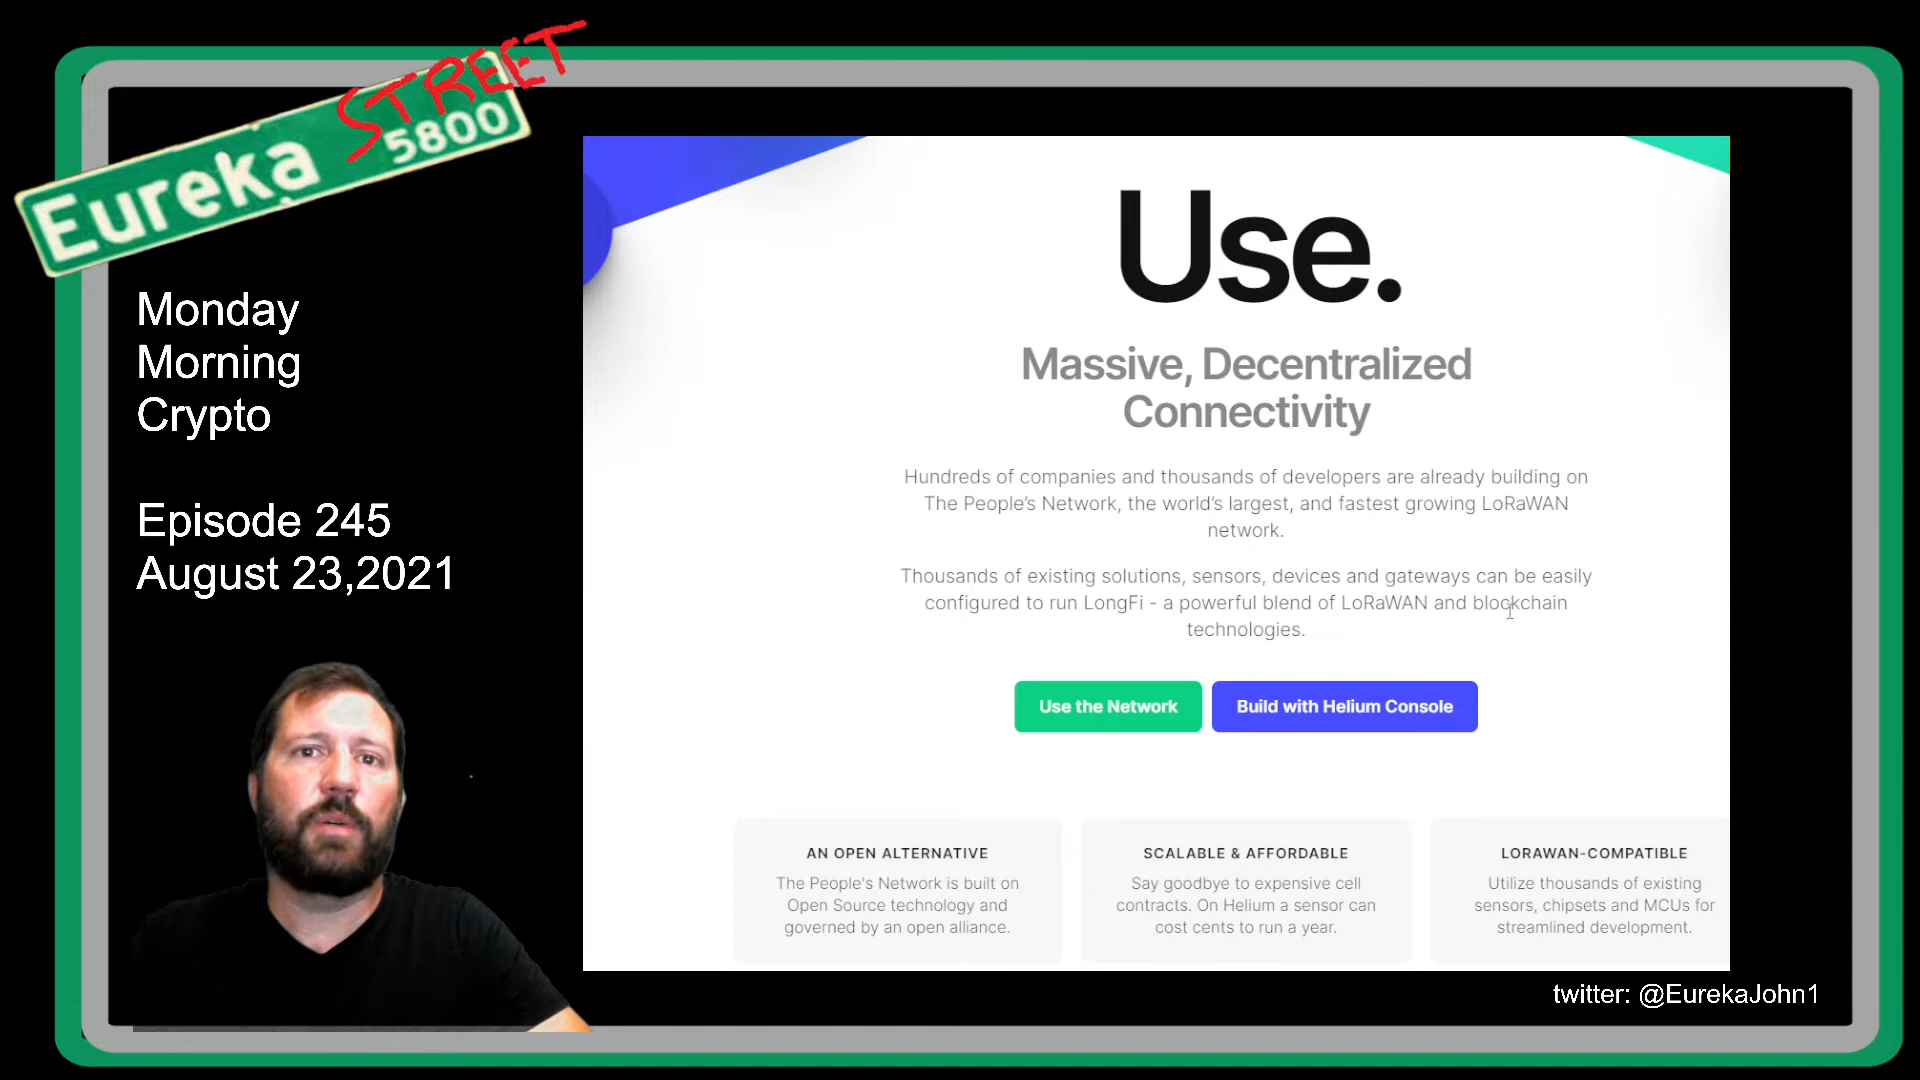 Eureka
STREET
5800
Monday
Morning
Crypto
Episode 245
August 23,2021
Use.
Massive, Decentralized
Connectivity
Hundreds of companies and thousands of developers are already building on
The People's Network, the world's largest, and fastest growing LoRaWAN
network.
Thousands of existing solutions, sensors, devices and gateways can be easily
configured to run LongFi - a powerful blend of LoRaWAN and blockchain
technologies.
Use the Network
Build with Helium Console
AN OPEN ALTERNATIVE
The People's Network is built on
Open Source technology and
governed by an open alliance.
SCALABLE & AFFORDABLE
Say goodbye to expensive cell
contracts. On Helium a sensor can
cost cents to run a year.
LORAWAN-COMPATIBLE
Utilize thousands of existing
sensors, chipsets and MCUs for
streamlined development.
twitter: @EurekaJohn1